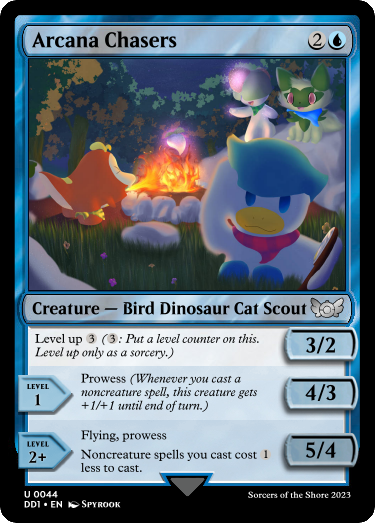 Arcana Chasers 2
Creature — Bird Dinosaur Cat Scout
Level up 3 (3: Put a level counter on this.
Level up only as a sorcery.)
3/2
LEVEL
1
Prowess (Whenever you cast a
noncreature spell, this creature gets
+1/+1 until end of turn.)
4/3
LEVEL
2+
Flying, prowess
Noncreature spells you cast cost 1
less to cast.
5/4
U 0044
DD1 • EN SPYROOK
Sorcers of the Shore 2023